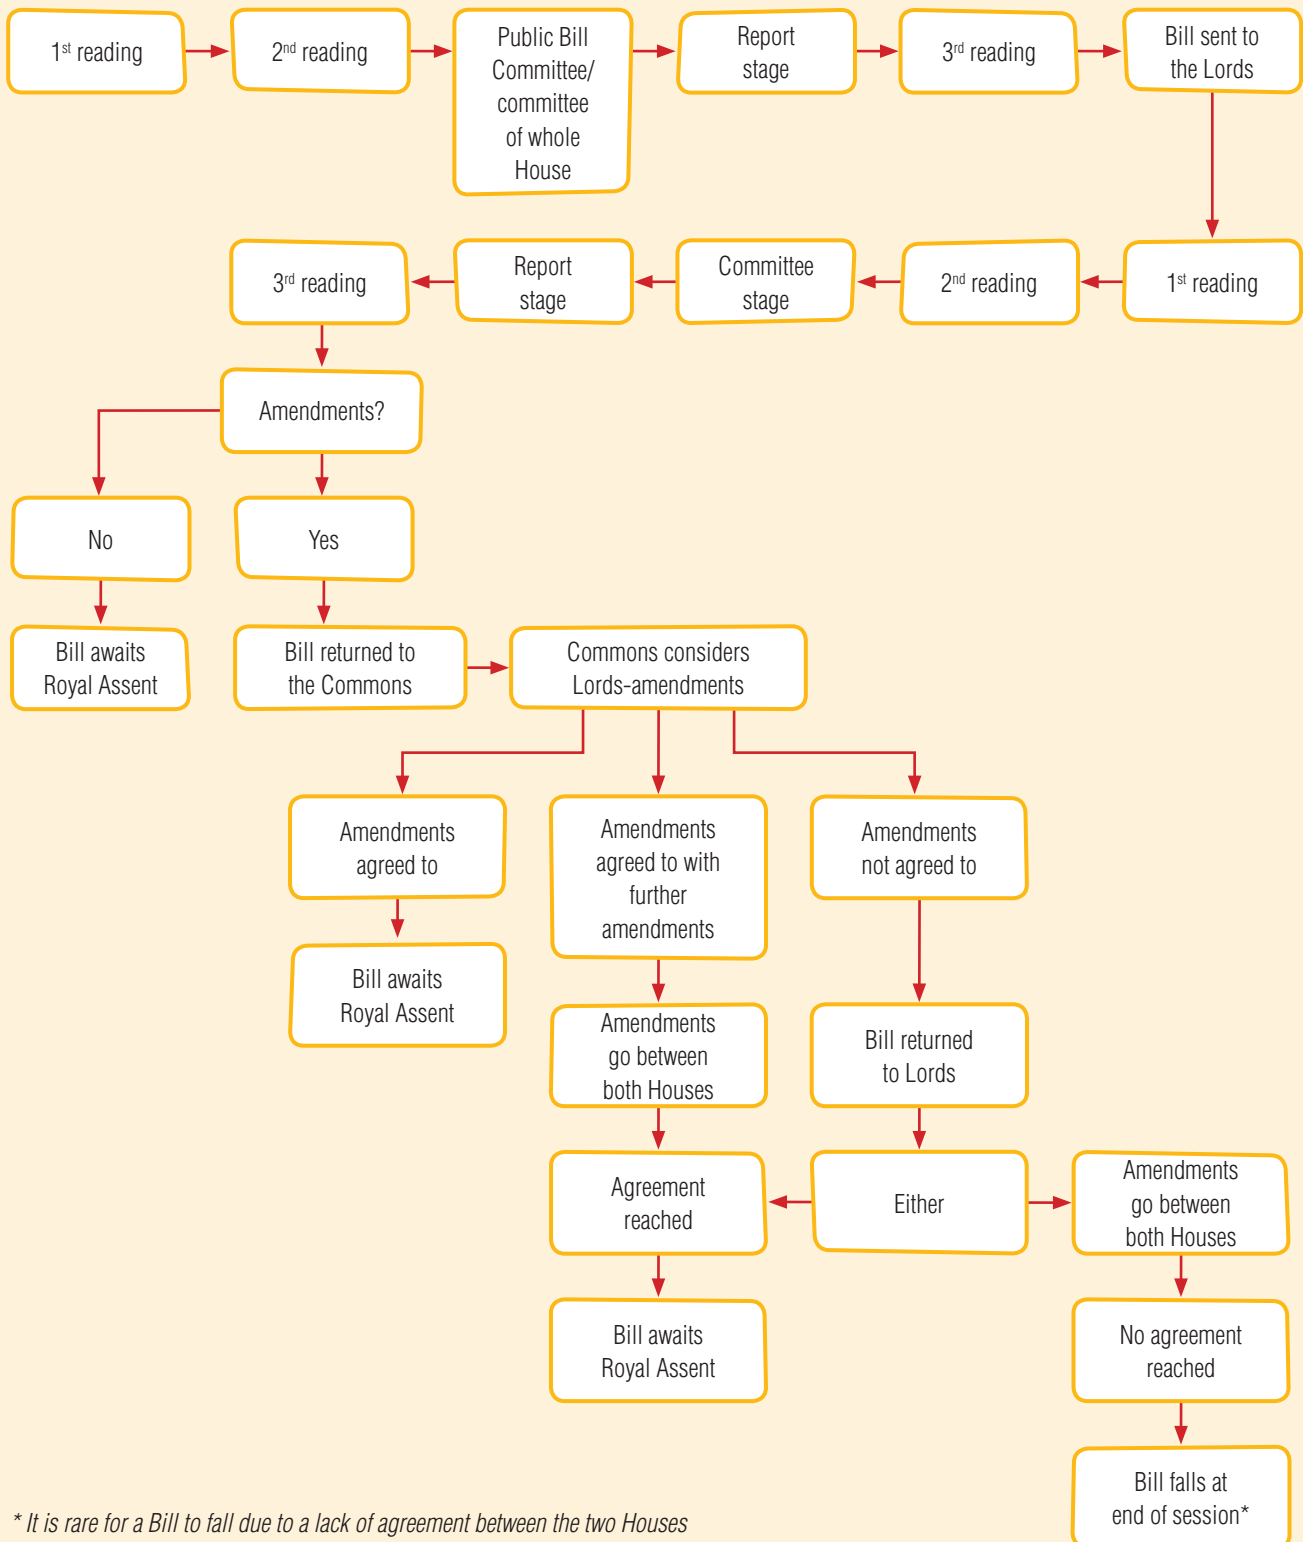 1st reading
2nd reading
Public Bill
Committee/
committee
of whole
House
Report
stage
3rd reading
Bill sent to
the Lords
3rd reading
Report
stage
Committee
stage
2nd reading
1st reading
Amendments?
No
Yes
Bill awaits
Royal Assent
Bill returned to
the Commons
Commons considers
Lords-amendments
Amendments
agreed to
Amendments
agreed to with
further
amendments
Amendments
not agreed to
Bill awaits
Royal Assent
Amendments
go between
both Houses
Bill returned
to Lords
Agreement
reached
Either
Amendments
go between
both Houses
Bill awaits
Royal Assent
No agreement
reached
Bill falls at
end of session*
* It is rare for a Bill to fall due to a lack of agreement between the two Houses